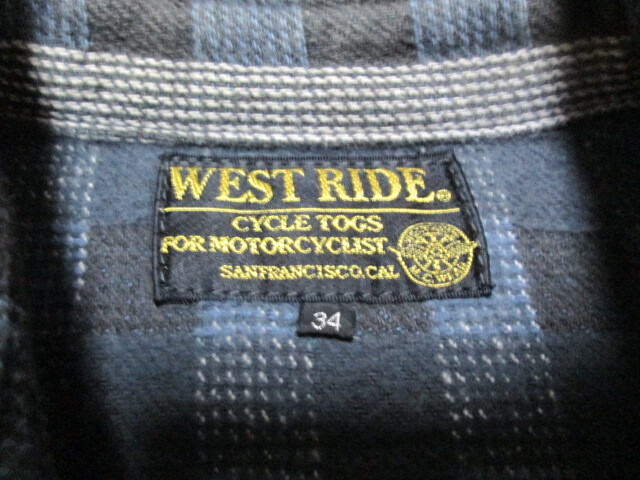 WEST RIDE®
CYCLE TOGS
FOR MOTORCYCLIST
SANFRANCISCO.CAL
34